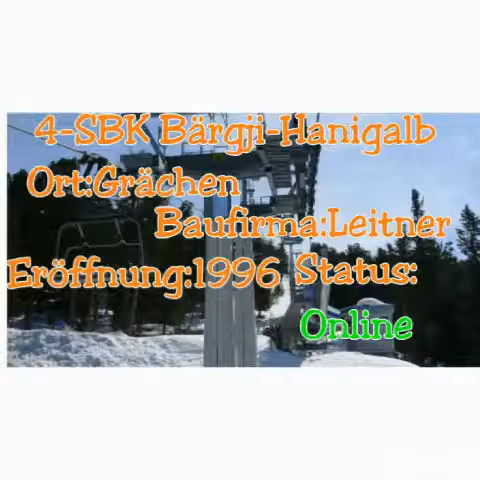 4-SBK Bärgji-Hanigalb
Ort:Grächen
Baufirma:Leitner
Eröffnung:1996 Status:
Online